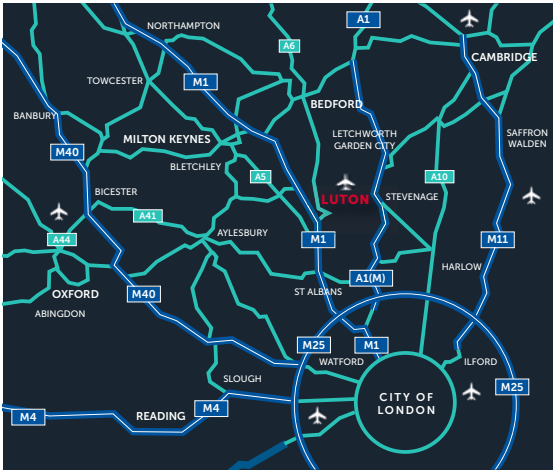 NORTHAMPTON
A1
A6
CAMBRIDGE
TOWCESTER
M1
BEDFORD
BANBURY
LETCHWORTH
GARDEN CITY
SAFFRON
WALDEN
MILTON KEYNES
M40
BLETCHLEY
A5
A10
BICESTER
LUTON
STEVENAGE
A41
A44
AYLESBURY
M1
M11
HARLOW
A1(M)
OXFORD
M40
ST ALBANS
ABINGDON
M25
M1
WATFORD
ILFORD
SLOUGH
M25
CITY OF
LONDON
M4
READING
M4